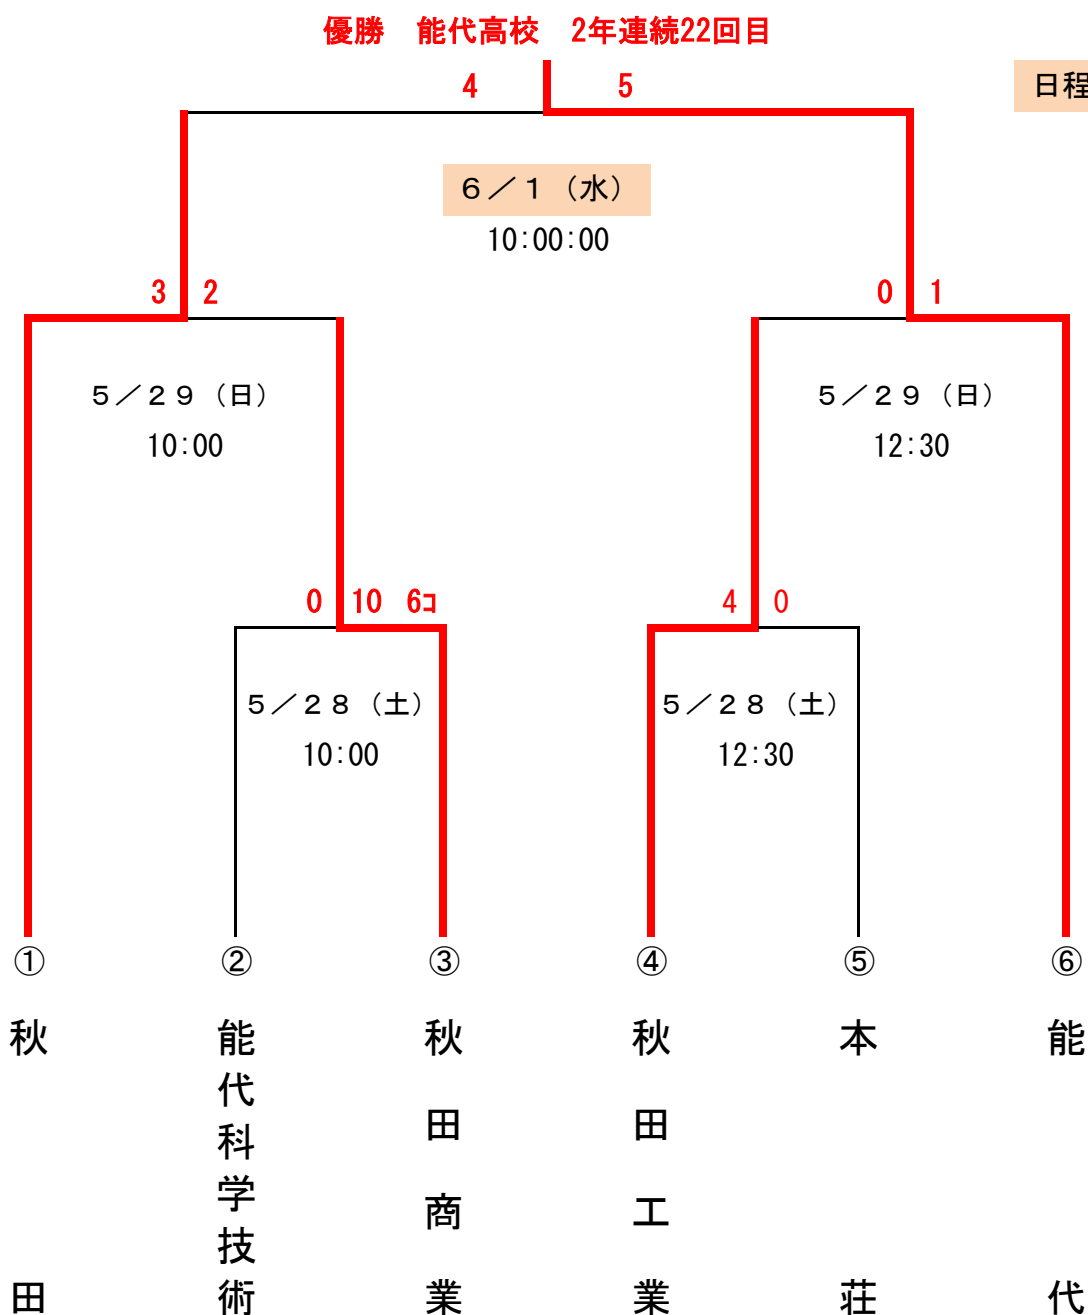 優勝　能代高校　2年連続22回目
4 5
日程
６／１（水）
10:00:00
3 2
0 1
５／２９（日）
10:00
５／２９（日）
12:30
0 10 6ｺ
4 0
５／２８（土）
10:00
５／２８（土）
12:30
① ② ③ ④ ⑤ ⑥
秋田
能代科学技術
秋田商業
秋田工業
本荘
能代